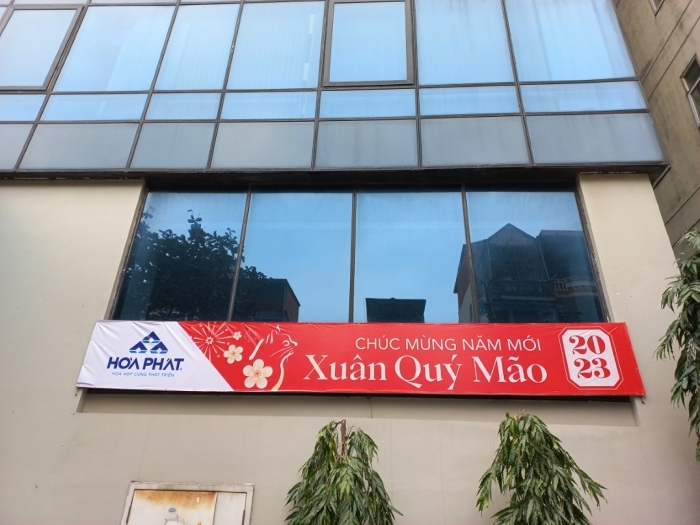 HÒA PHÁT
HÒA HỢP CÙNG PHÁT TRIỂN
CHÚC MỪNG NĂM MỚI
Xuân Quý Mão
20
23